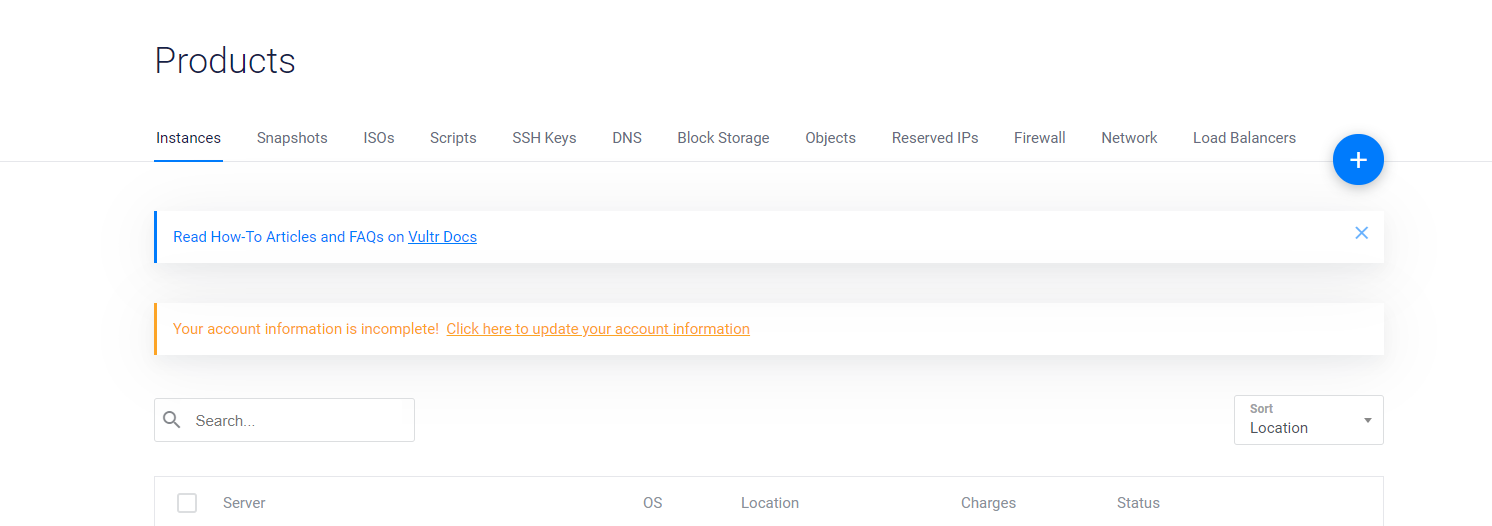 Products
Instances Snapshots ISOs Scripts SSH Keys DNS Block Storage Objects Reserved IPs Firewall Network Load Balancers
Read How-To Articles and FAQs on Vultr Docs
Your account information is incomplete! Click here to update your account information
Search...
Sort
Location
Server OS Location Charges Status